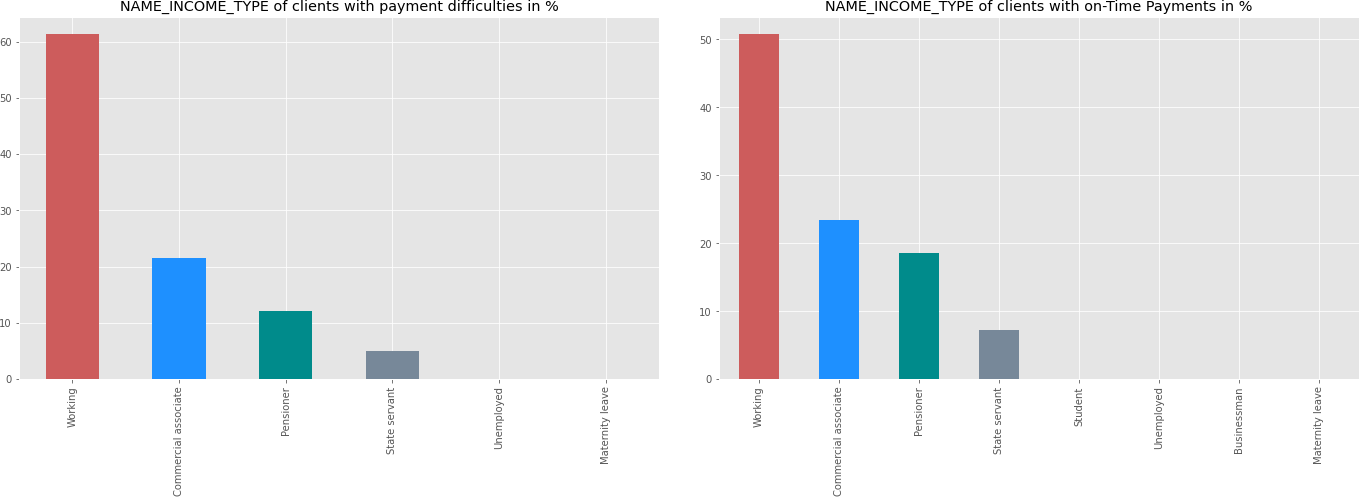 NAME_INCOME_TYPE of clients with payment difficulties in %
60
50
40
30
20
10
0
Working
Commercial associate
Pensioner
State servant
Unemployed
Maternity leave
NAME_INCOME_TYPE of clients with on-Time Payments in %
50
40
30
20
10
0
Working
Commercial associate
Pensioner
State servant
Student
Unemployed
Businessman
Maternity leave